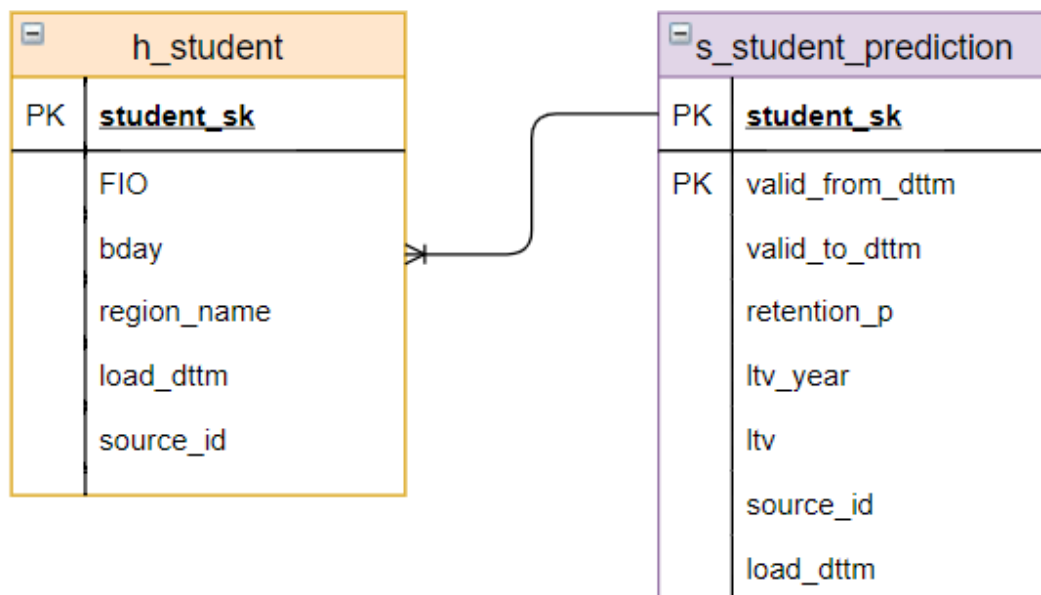 h_student
PK student_sk
FIO
bday
region_name
load_dttm
source_id
s_student_prediction
PK student_sk
PK valid_from_dttm
valid_to_dttm
retention_p
ltv_year
ltv
source_id
load_dttm